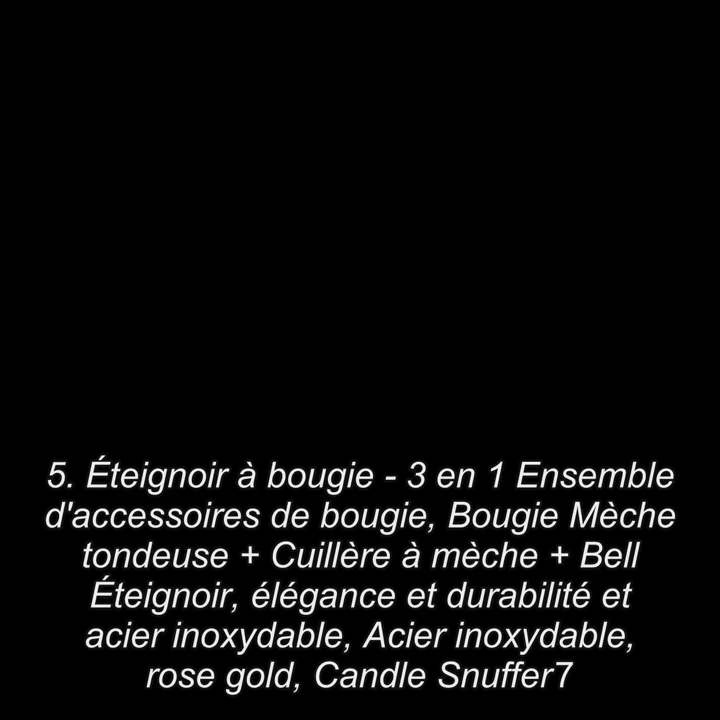 5. Éteignoir à bougie - 3 en 1 Ensemble
d'accessoires de bougie, Bougie Mèche
tondeuse + Cuillère à mèche + Bell
Éteignoir, élégance et durabilité et
acier inoxydable, Acier inoxydable,
rose gold, Candle Snuffer7